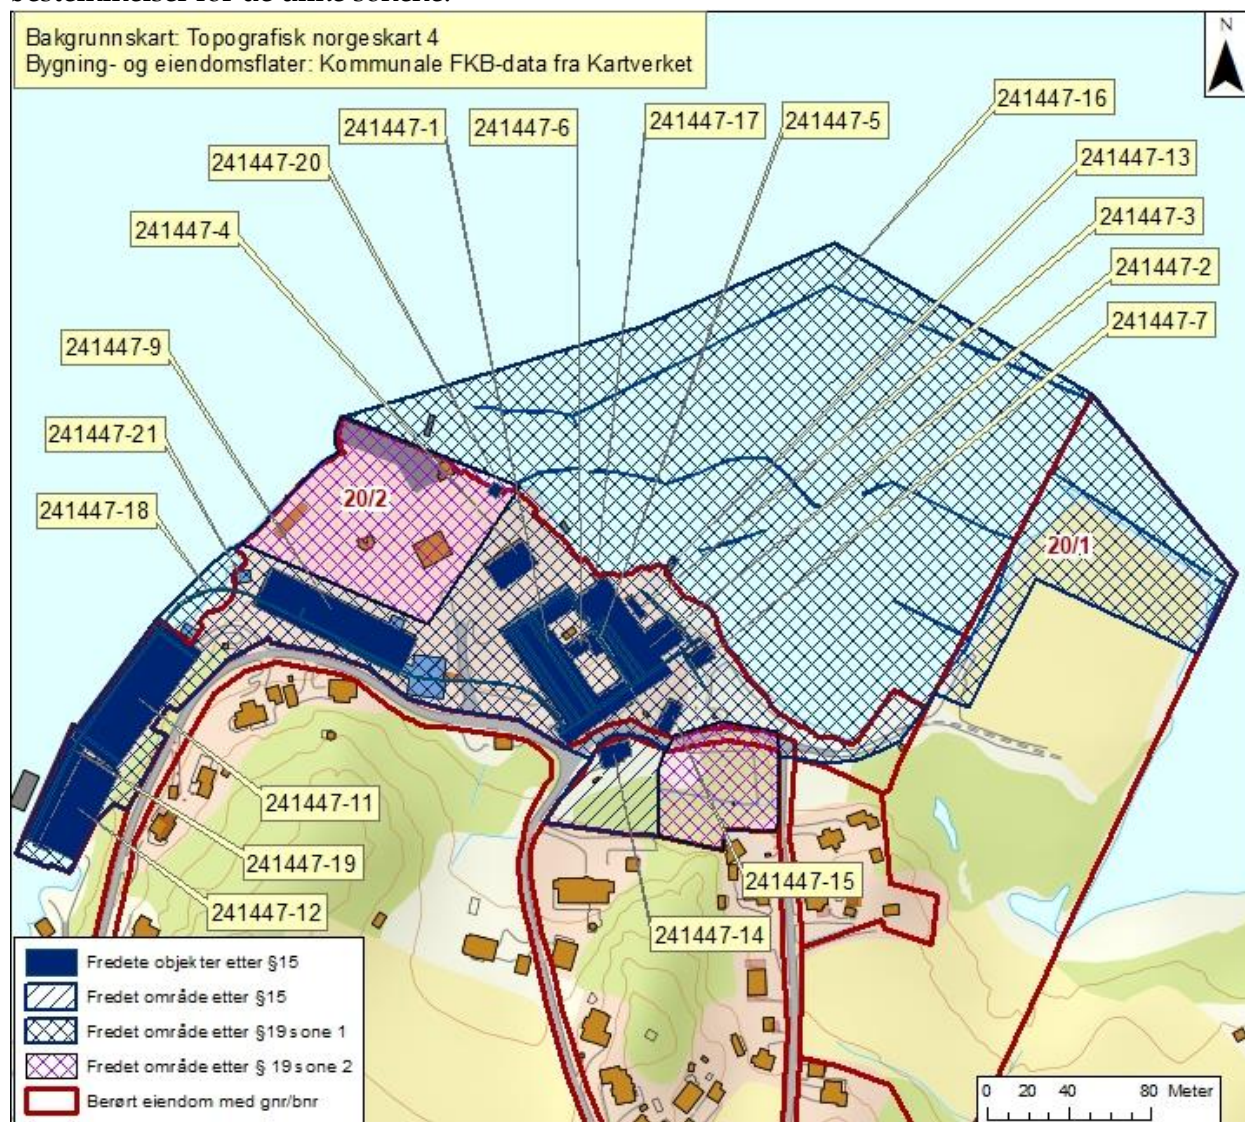 Bakgrunnskart: Topografisk norgeskart 4
Bygning- og eiendomsflater: Kommunale FKB-data fra Kartverket
N
241447-16
241447-1
241447-6
241447-17
241447-5
241447-20
241447-13
241447-4
241447-3
241447-2
241447-7
241447-9
241447-21
20/2
241447-18
20/1
241447-11
241447-19
241447-15
241447-12
241447-14
Fredete objekter etter §15
Fredet område etter §15
Fredet område etter §19 sone 1
Fredet område etter § 19 sone 2
Berørt eiendom med gnr/bnr
0 20 40 80 Meter